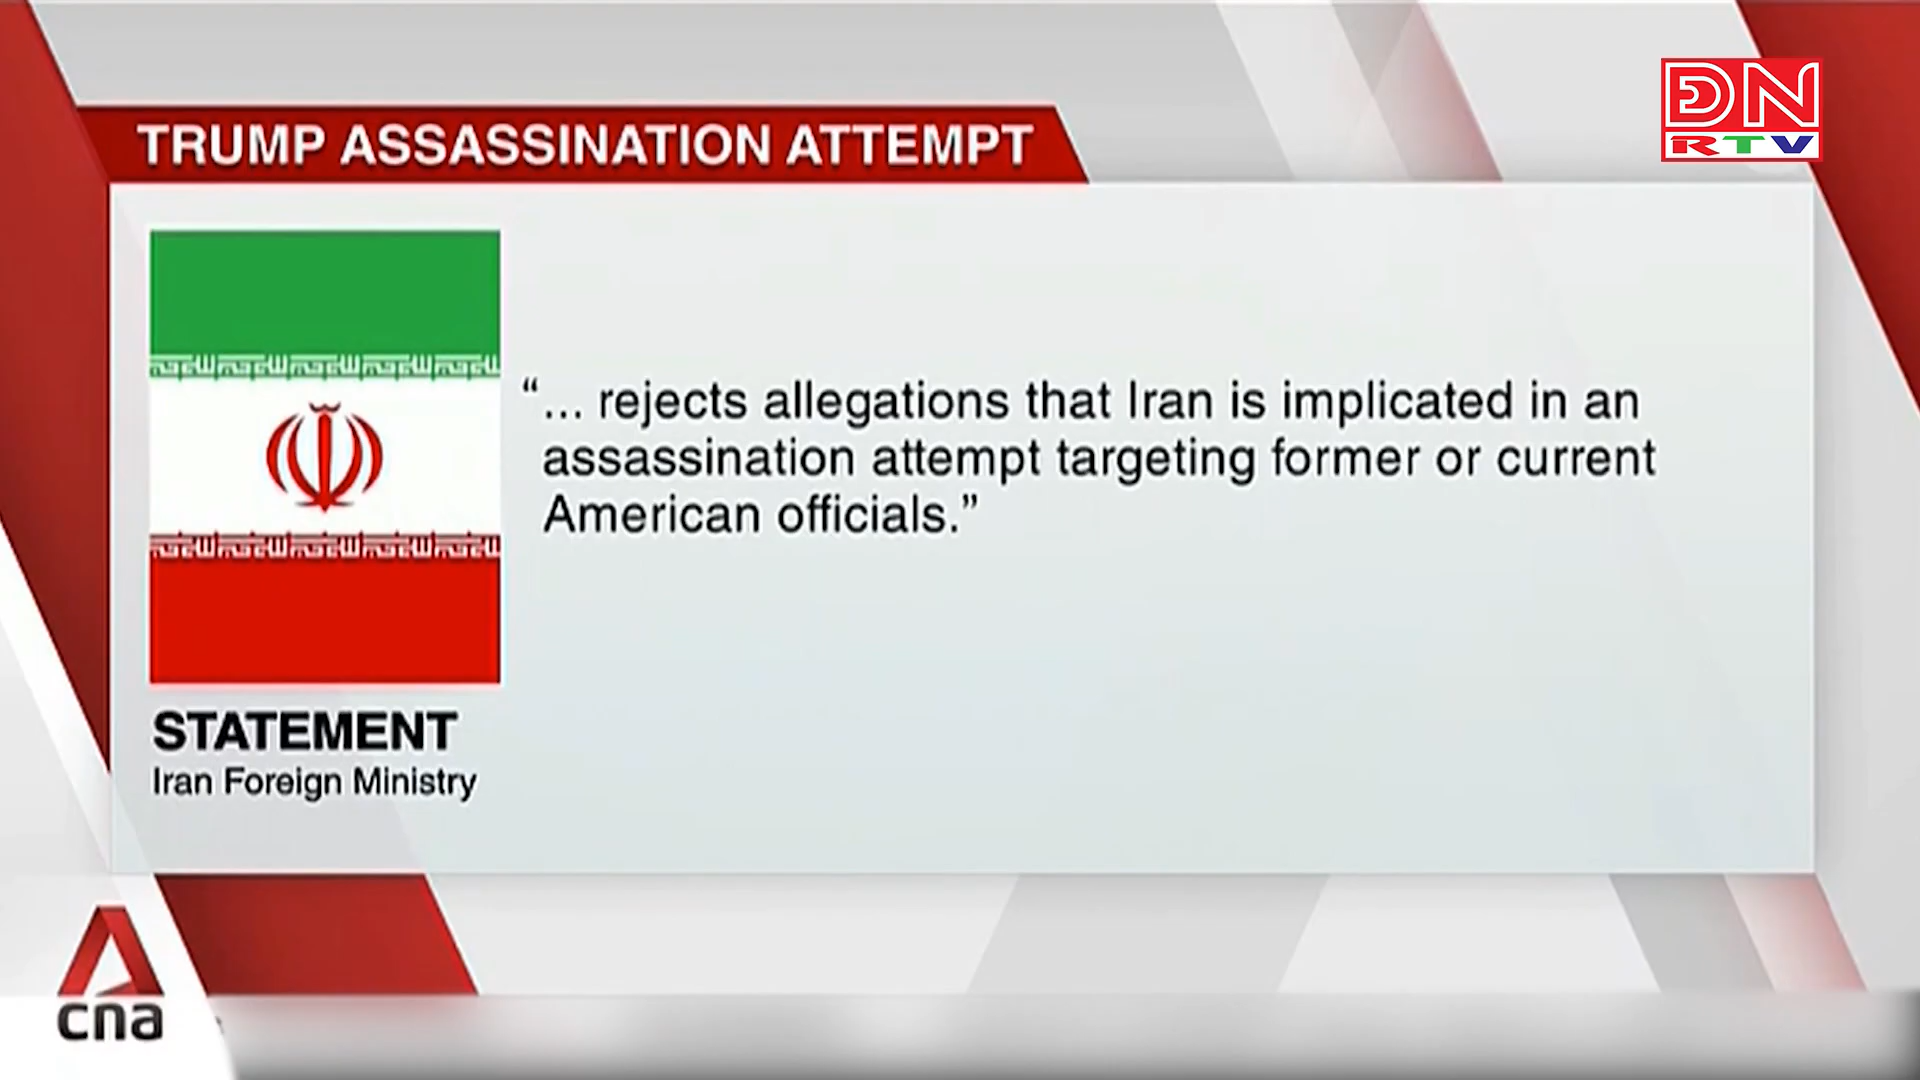 TRUMP ASSASSINATION ATTEMPT
ĐN
RTV
“... rejects allegations that Iran is implicated in an
assassination attempt targeting former or current
American officials.”
STATEMENT
Iran Foreign Ministry
cna